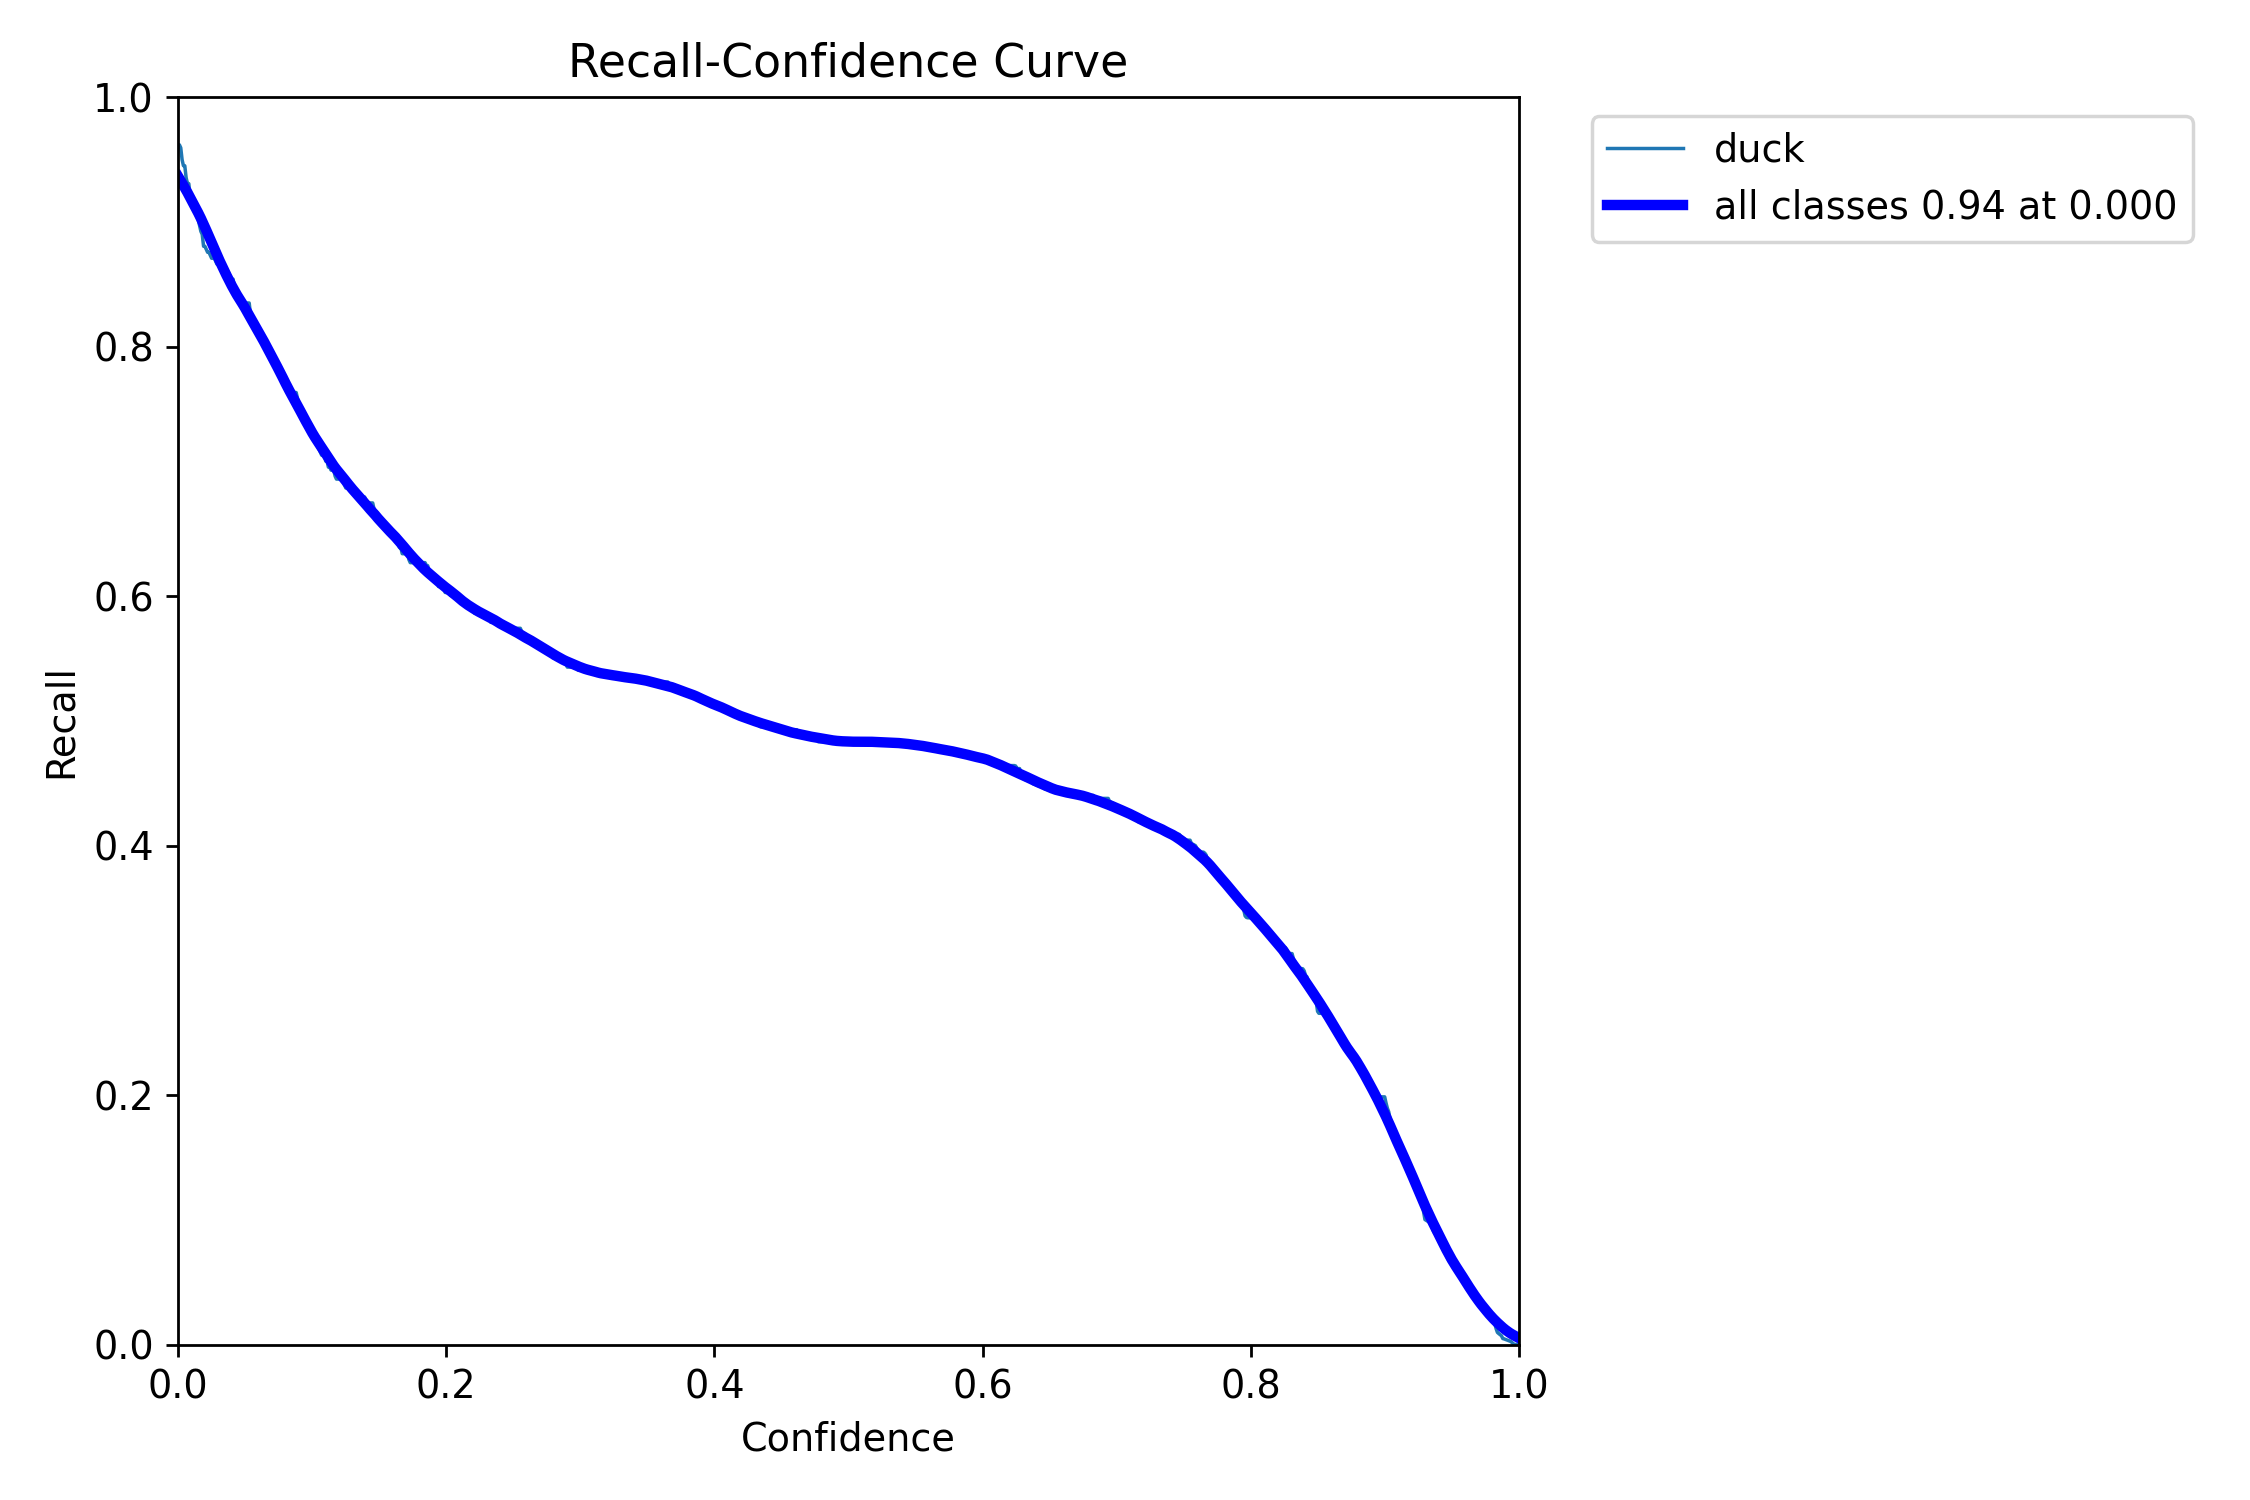 Recall-Confidence Curve
1.0
0.8
0.6
0.4
0.2
0.0
Recall
0.0 0.2 0.4 0.6 0.8 1.0
Confidence
duck
all classes 0.94 at 0.000